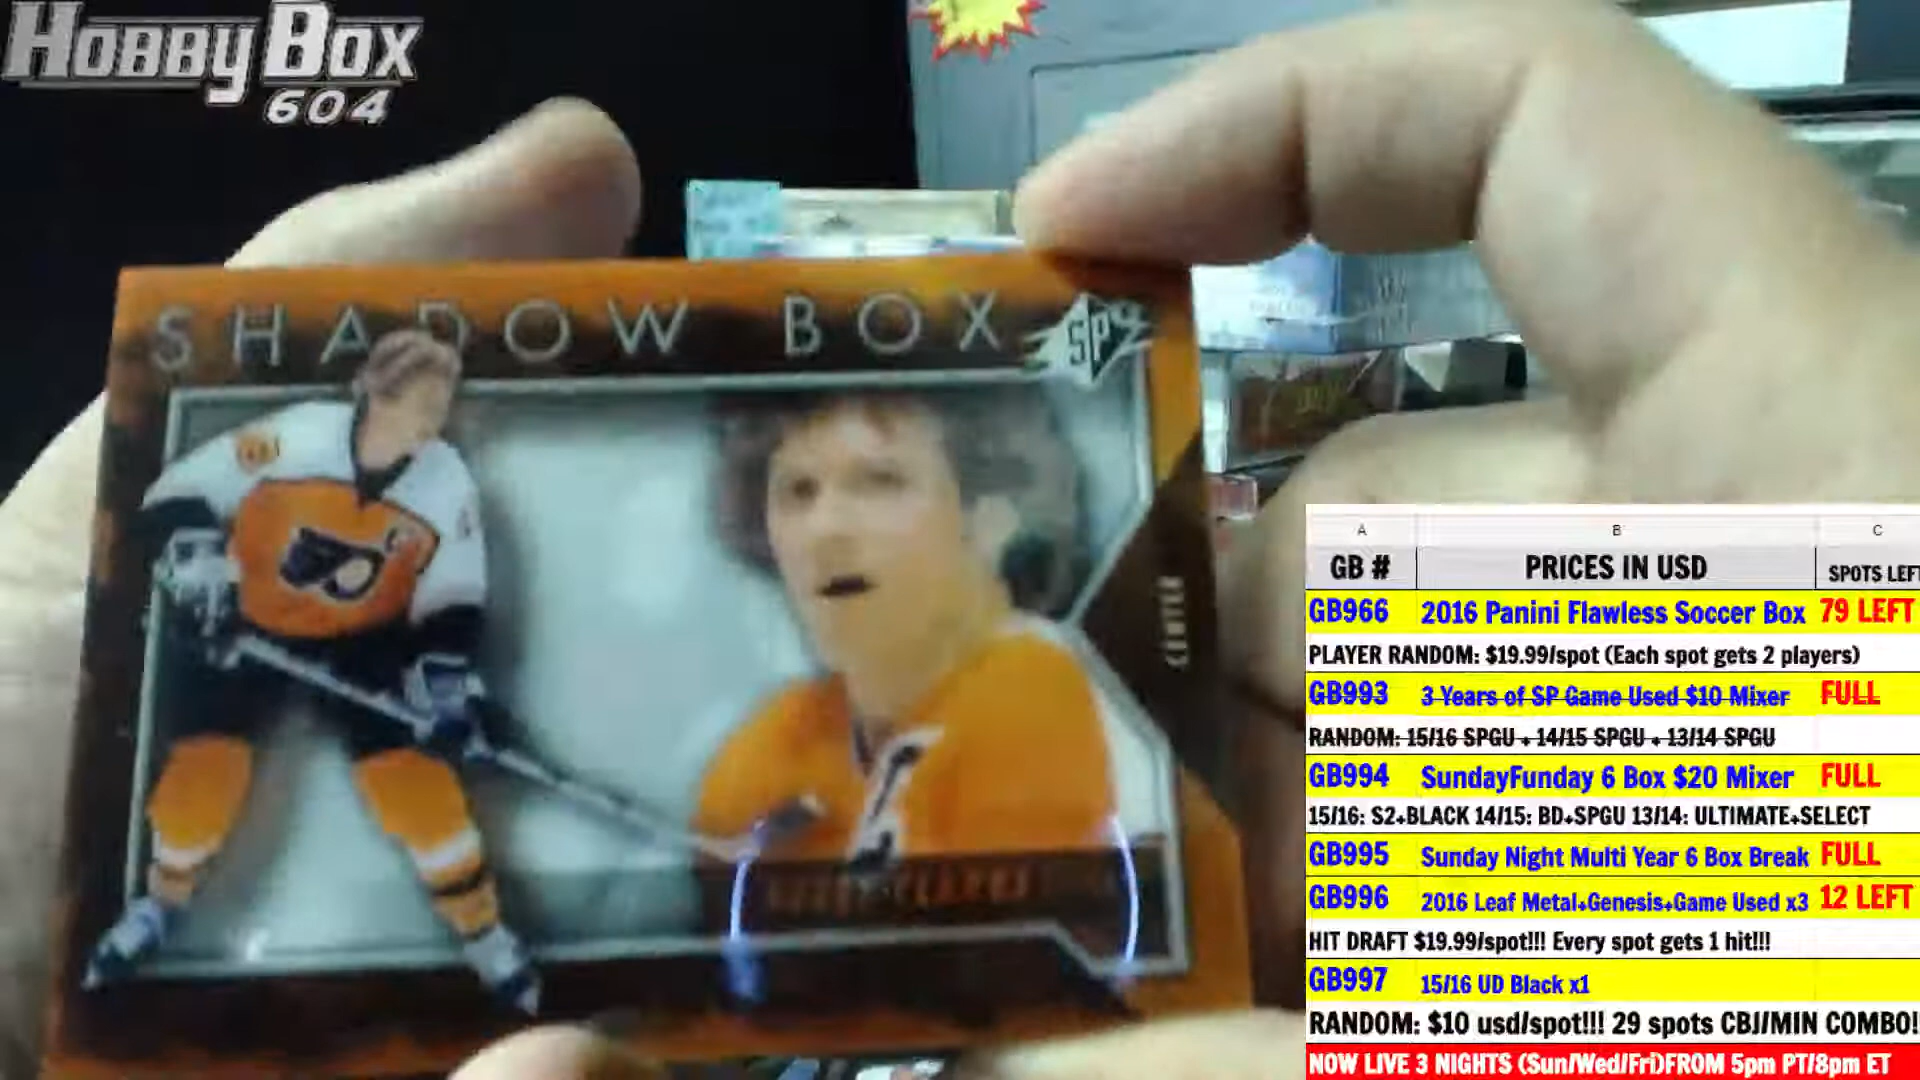 HOBBY BOX
604
SHADOW BOX
SPX
CENTER
CLARKE
A B C
GB # PRICES IN USD SPOTS LEFT
GB966 2016 Panini Flawless Soccer Box 79 LEFT
PLAYER RANDOM: $19.99/spot (Each spot gets 2 players)
GB993 3 Years of SP Game Used $10 Mixer FULL
RANDOM: 15/16 SPGU + 14/15 SPGU + 13/14 SPGU
GB994 SundayFunday 6 Box $20 Mixer FULL
15/16: S2+BLACK 14/15: BD+SPGU 13/14: ULTIMATE+SELECT
GB995 Sunday Night Multi Year 6 Box Break FULL
GB996 2016 Leaf Metal+Genesis+Game Used x3 12 LEFT
HIT DRAFT $19.99/spot!!! Every spot gets 1 hit!!!
GB997 15/16 UD Black x1
RANDOM: $10 usd/spot!!! 29 spots CBJ/MIN COMBO!
NOW LIVE 3 NIGHTS (Sun/Wed/Fri)FROM 5pm PT/8pm ET